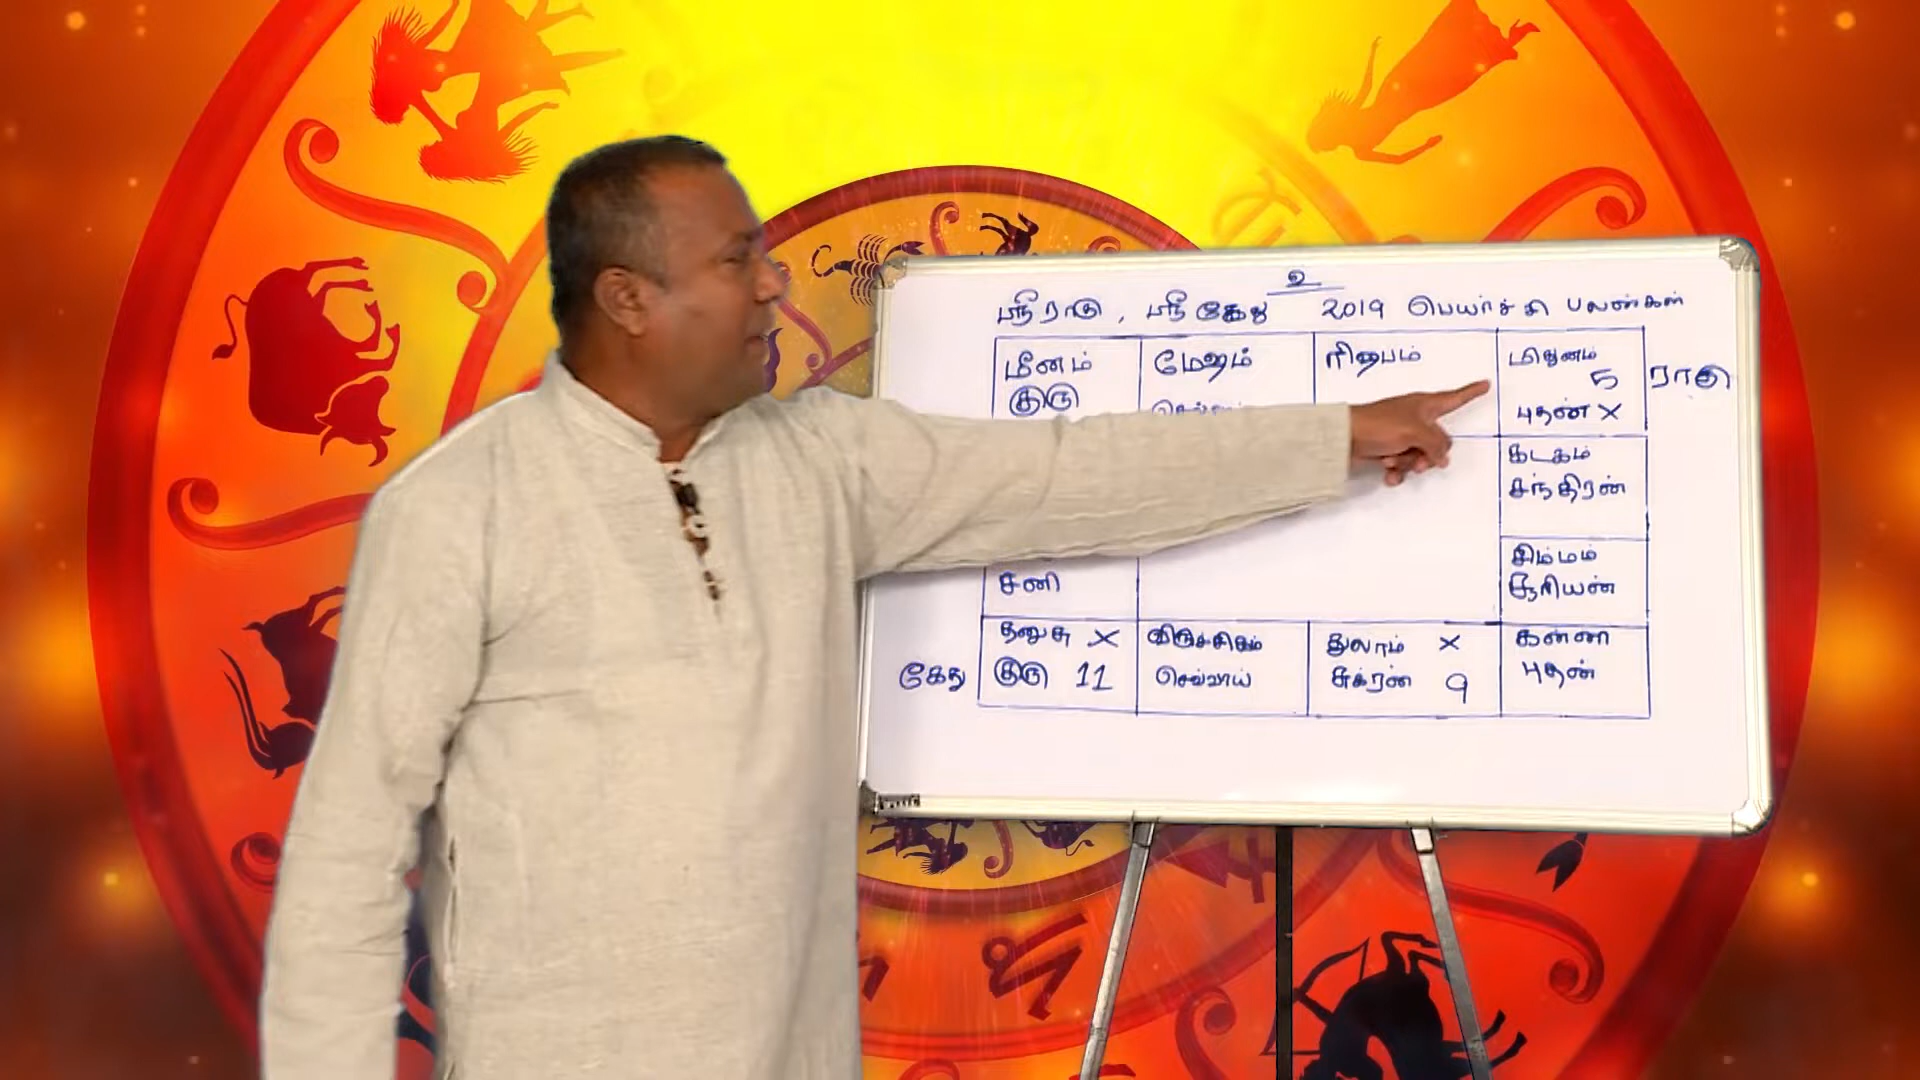 உ
ஸ்ரீ ராகு, ஸ்ரீ கேது 2019 பெயர்ச்சி பலன்கள்
மீனம்
குரு
மேஷம்
ரிஷபம்
மிதுனம்
5
புதன் X
ராகு
கடகம்
சந்திரன்
சனி
சிம்மம்
சூரியன்
கேது
தனுசு X
குரு 11
விருச்சிகம்
செவ்வாய்
துலாம் X
சுக்ரன் 9
கன்னி
புதன்